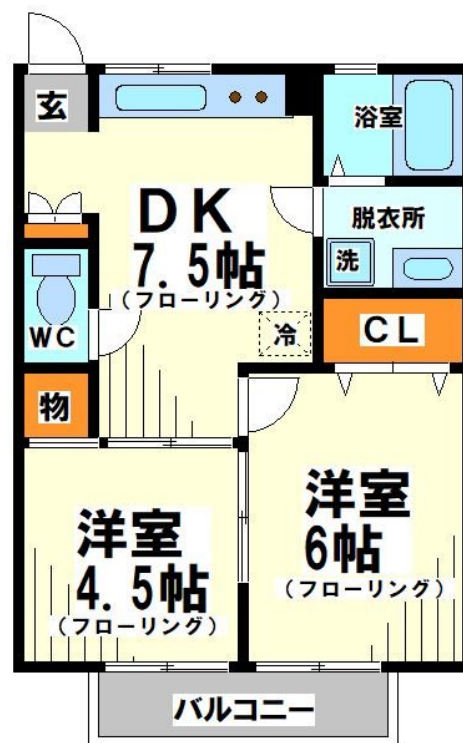 玄
浴室
DK
7.5帖
(フローリング)
脱衣所
洗
冷
WC
CL
物
洋室
4.5帖
(フローリング)
洋室
6帖
(フローリング)
バルコニー